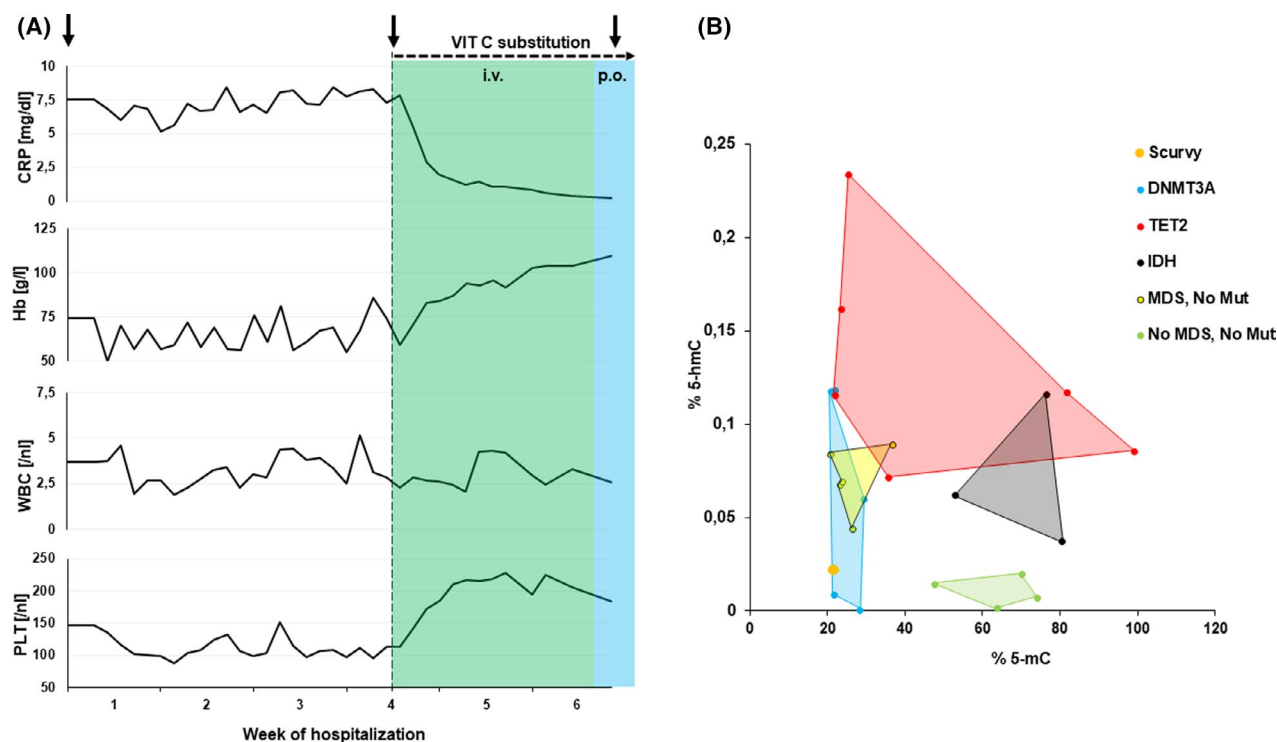 (A)
VIT C substitution
i.v.
p.o.
CRP [mg/dl]
10
7,5
5
2,5
0
Hb [g/l]
125
100
75
50
WBC [/nl]
7,5
5
2,5
0
PLT [/nl]
250
200
150
100
50
1 2 3 4 5 6
Week of hospitalization
(B)
% 5-hmC
0,25
0,2
0,15
0,1
0,05
0
0 20 40 60 80 100 120
% 5-mC
Scurvy
DNMT3A
TET2
IDH
MDS, No Mut
No MDS, No Mut